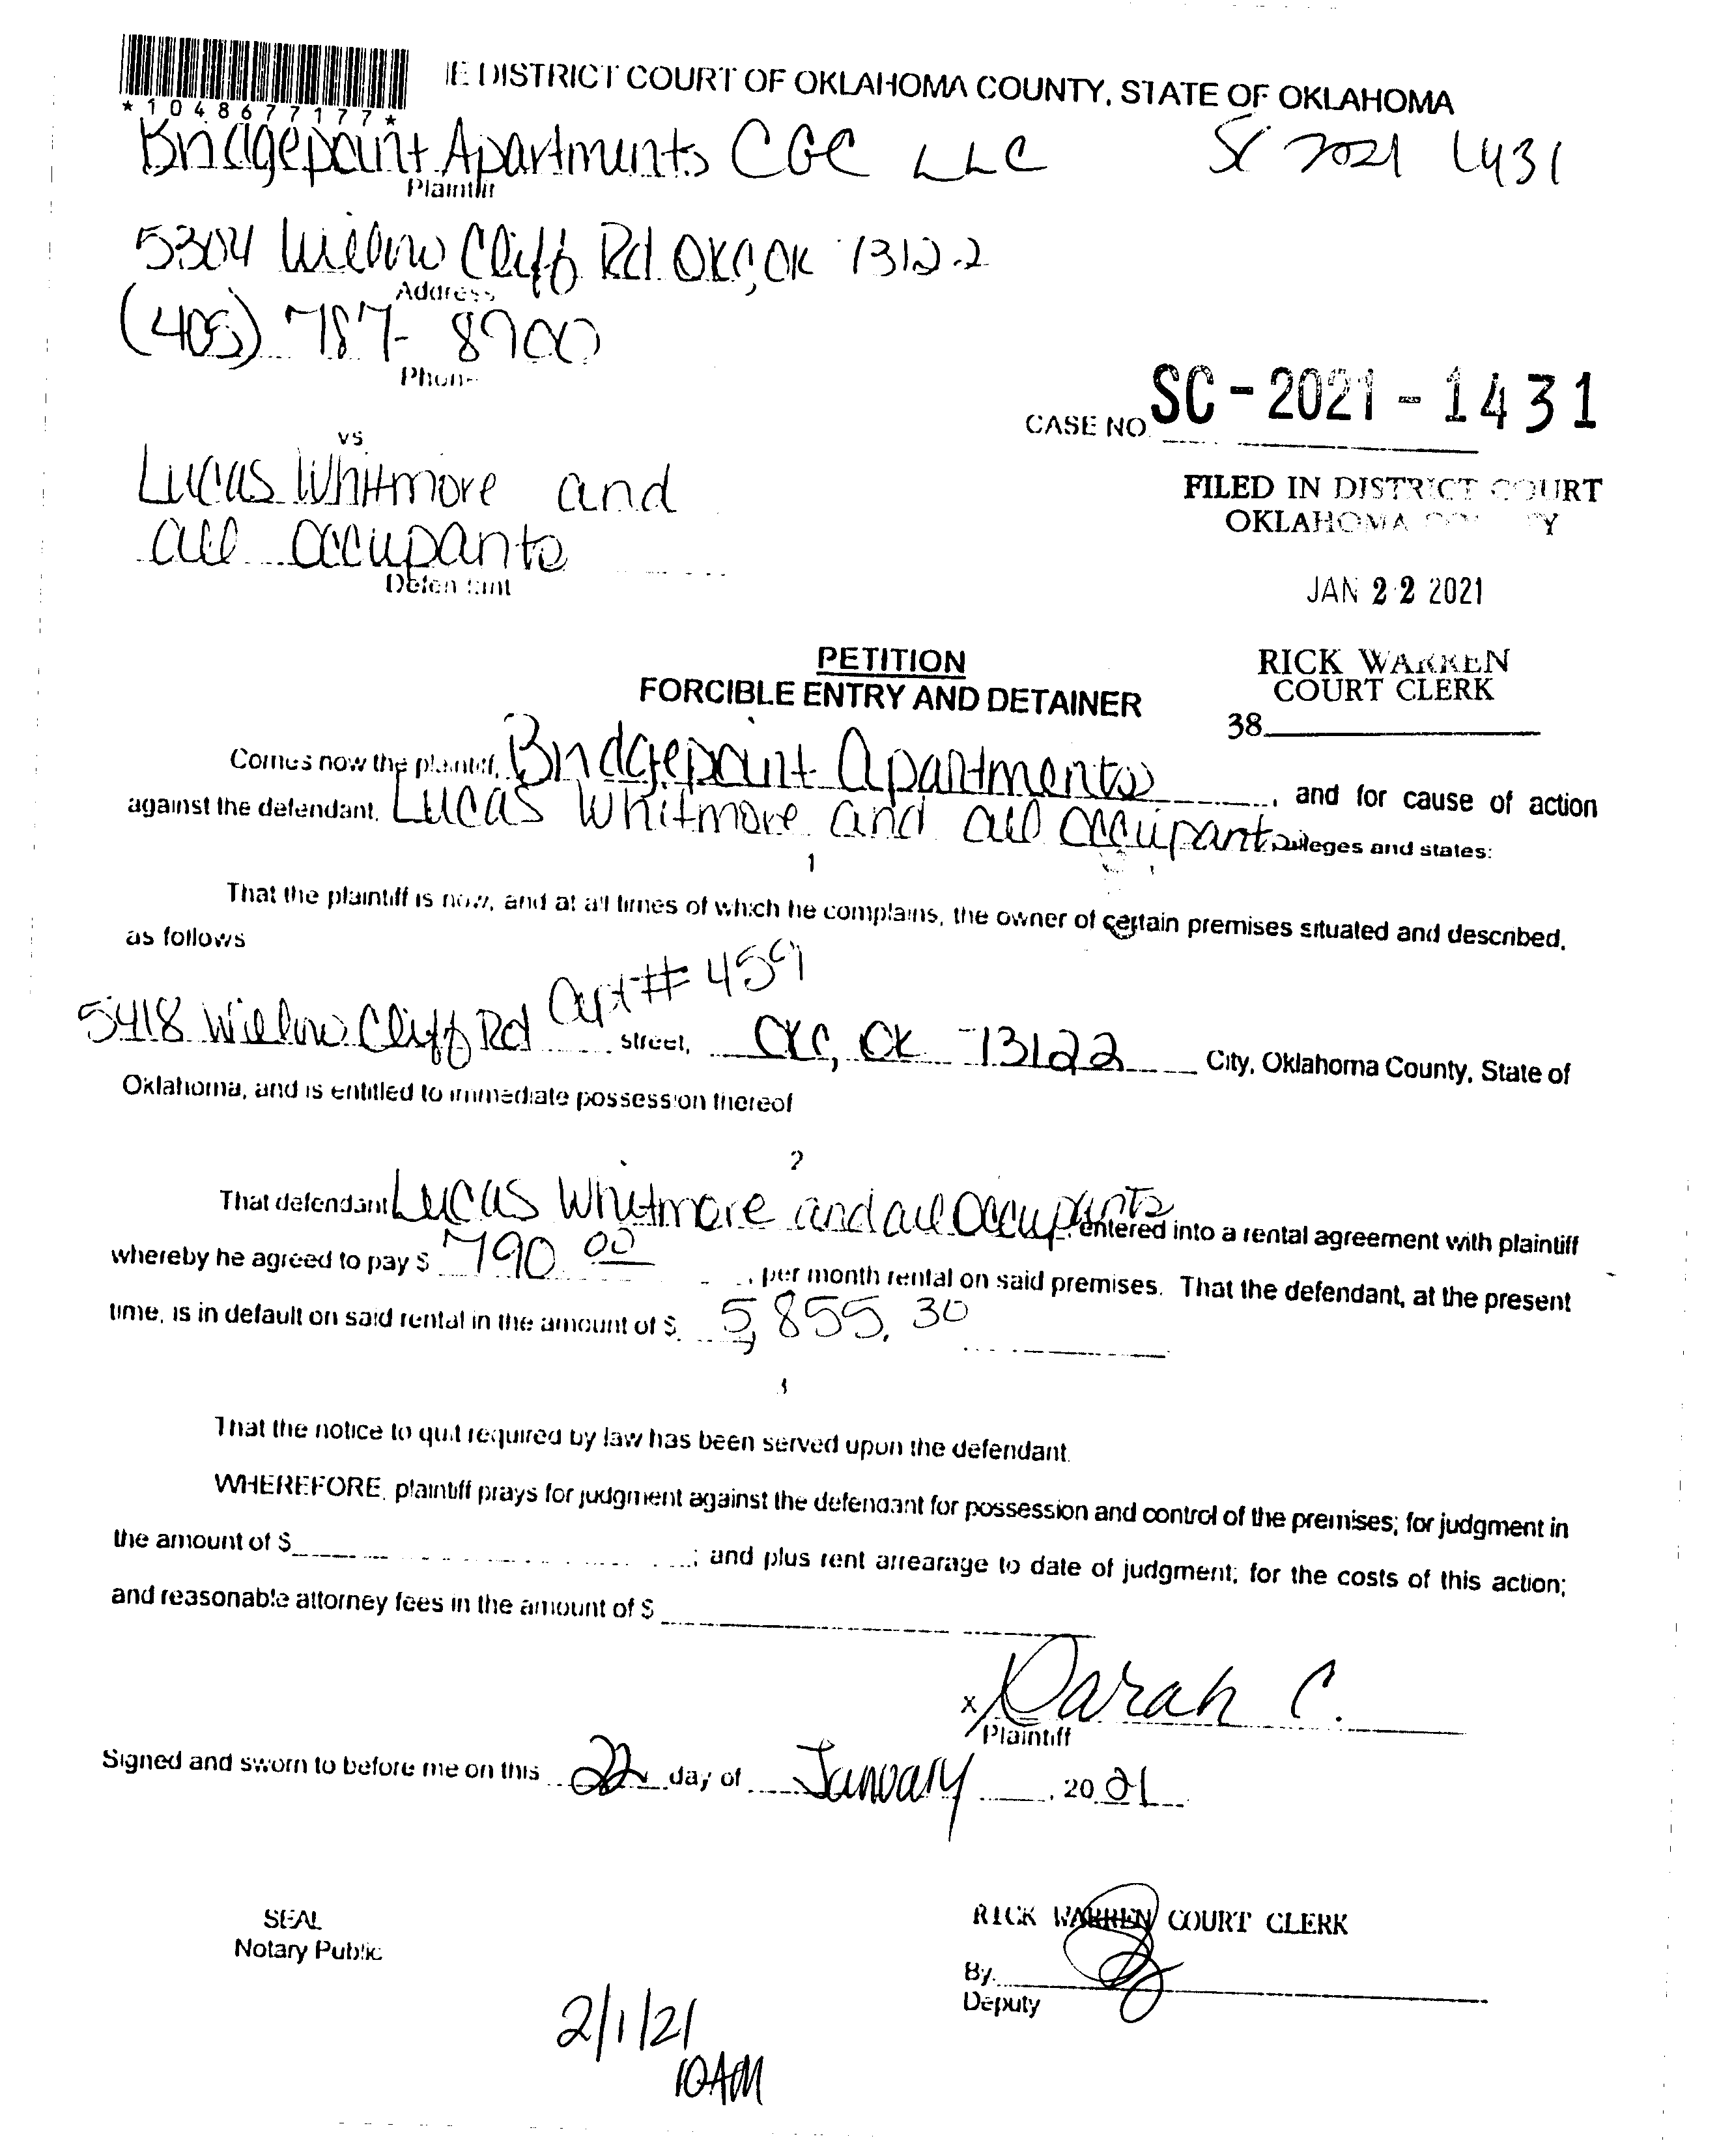 *1048677177*
E DISTRICT COURT OF OKLAHOMA COUNTY, STATE OF OKLAHOMA
Bridgepoint Apartments CGC LLC SC 2021 1431
Plaintiff
5304 Willow Cliff Rd OKC, OK 73122
Address
(405) 787-8900
Phone
CASE NO. SC-2021-1431
vs
Lucas Whitmore and
all occupants
Defendant
FILED IN DISTRICT COURT
OKLAHOMA COUNTY
JAN 22 2021
RICK WARREN
COURT CLERK
38
PETITION
FORCIBLE ENTRY AND DETAINER
Comes now the plaintiff, Bridgepoint Apartments, and for cause of action
against the defendant, Lucas Whitmore and all occupants alleges and states:
1
That the plaintiff is now, and at all times of which he complains, the owner of certain premises situated and described,
as follows
5418 Willow Cliff Rd Apt # 459 street, OKC, OK 73122 City, Oklahoma County, State of
Oklahoma, and is entitled to immediate possession thereof
2
That defendant Lucas Whitmore and all Occupants entered into a rental agreement with plaintiff
whereby he agreed to pay $ 790 00, per month rental on said premises. That the defendant, at the present
time, is in default on said rental in the amount of $ 5,855.30
3
That the notice to quit required by law has been served upon the defendant.
WHEREFORE, plaintiff prays for judgment against the defendant for possession and control of the premises; for judgment in
the amount of $ ; and plus rent arrearage to date of judgment; for the costs of this action;
and reasonable attorney fees in the amount of $
x Sarah C.
Plaintiff
Signed and sworn to before me on this 22 day of January, 2021
SEAL
Notary Public
RICK WARREN COURT CLERK
By
Deputy
2/1/21
10AM